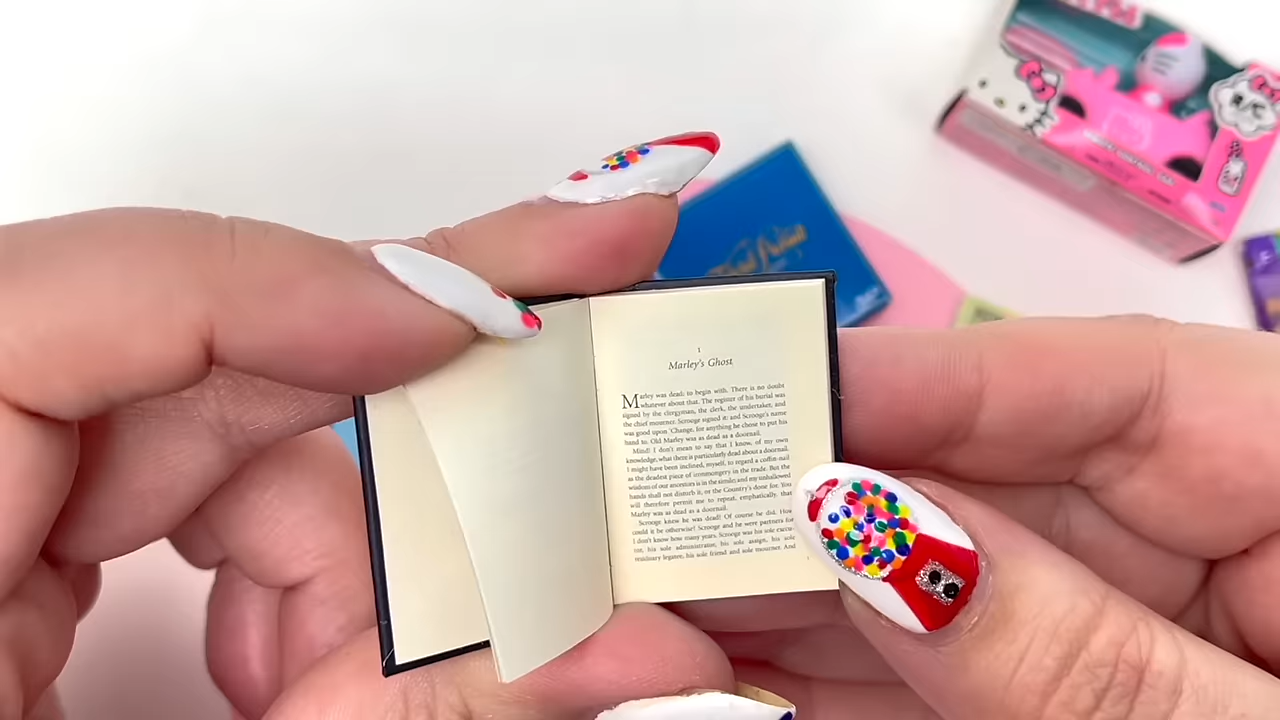 1
Marley's Ghost
Marley was dead: to begin with. There is no doubt
whatever about that. The register of his burial was
signed by the clergyman, the clerk, the undertaker, and
the chief mourner. Scrooge signed it: and Scrooge's name
was good upon 'Change, for anything he chose to put his
hand to. Old Marley was as dead as a doornail.
Mind! I don't mean to say that I know, of my own
knowledge, what there is particularly dead about a doornail.
I might have been inclined, myself, to regard a coffin-nail
as the deadest piece of ironmongery in the trade. But the
wisdom of our ancestors is in the simile; and my unhallowed
hands shall not disturb it, or the Country's done for. You
will therefore permit me to repeat, emphatically, that
Marley was as dead as a doornail.
Scrooge knew he was dead? Of course he did. How
could it be otherwise? Scrooge and he were partners for
I don't know how many years. Scrooge was his sole execu-
tor, his sole administrator, his sole assign, his sole
residuary legatee, his sole friend and sole mourner. And